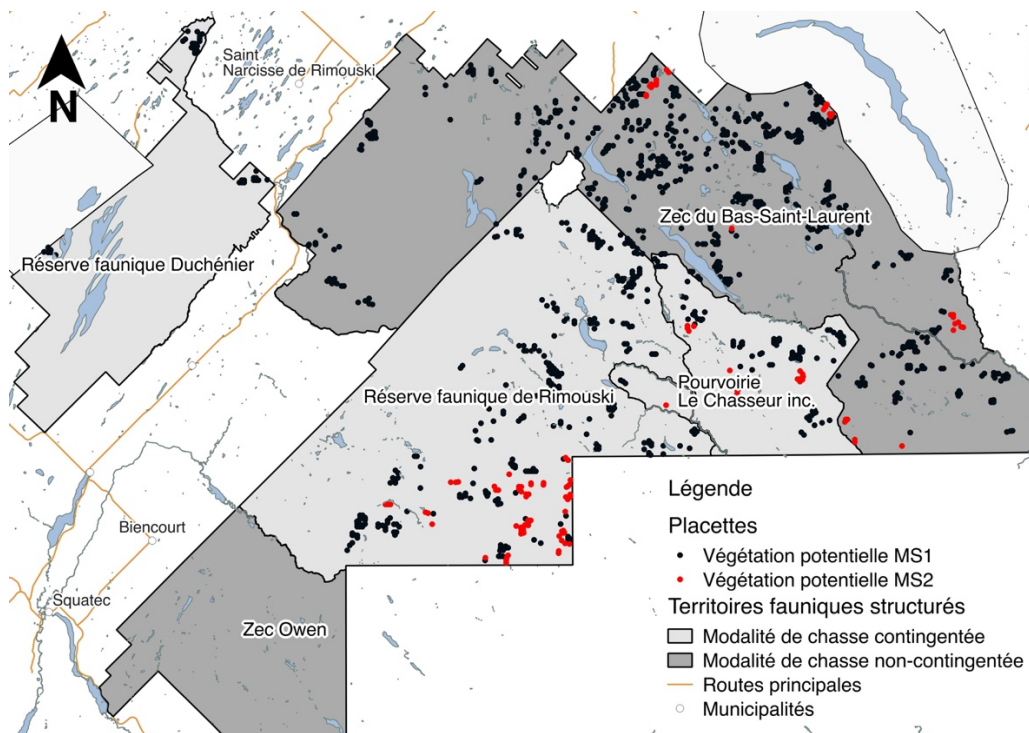 N
Saint
Narcisse de Rimouski
Zec du Bas-Saint-Laurent
Réserve faunique Duchénier
Réserve faunique de Rimouski
Pourvoirie
Le Chasseur inc.
Biencourt
Squatec
Zec Owen
Légende
Placettes
Végétation potentielle MS1
Végétation potentielle MS2
Territoires fauniques structurés
Modalité de chasse contingentée
Modalité de chasse non-contingentée
Routes principales
Municipalités